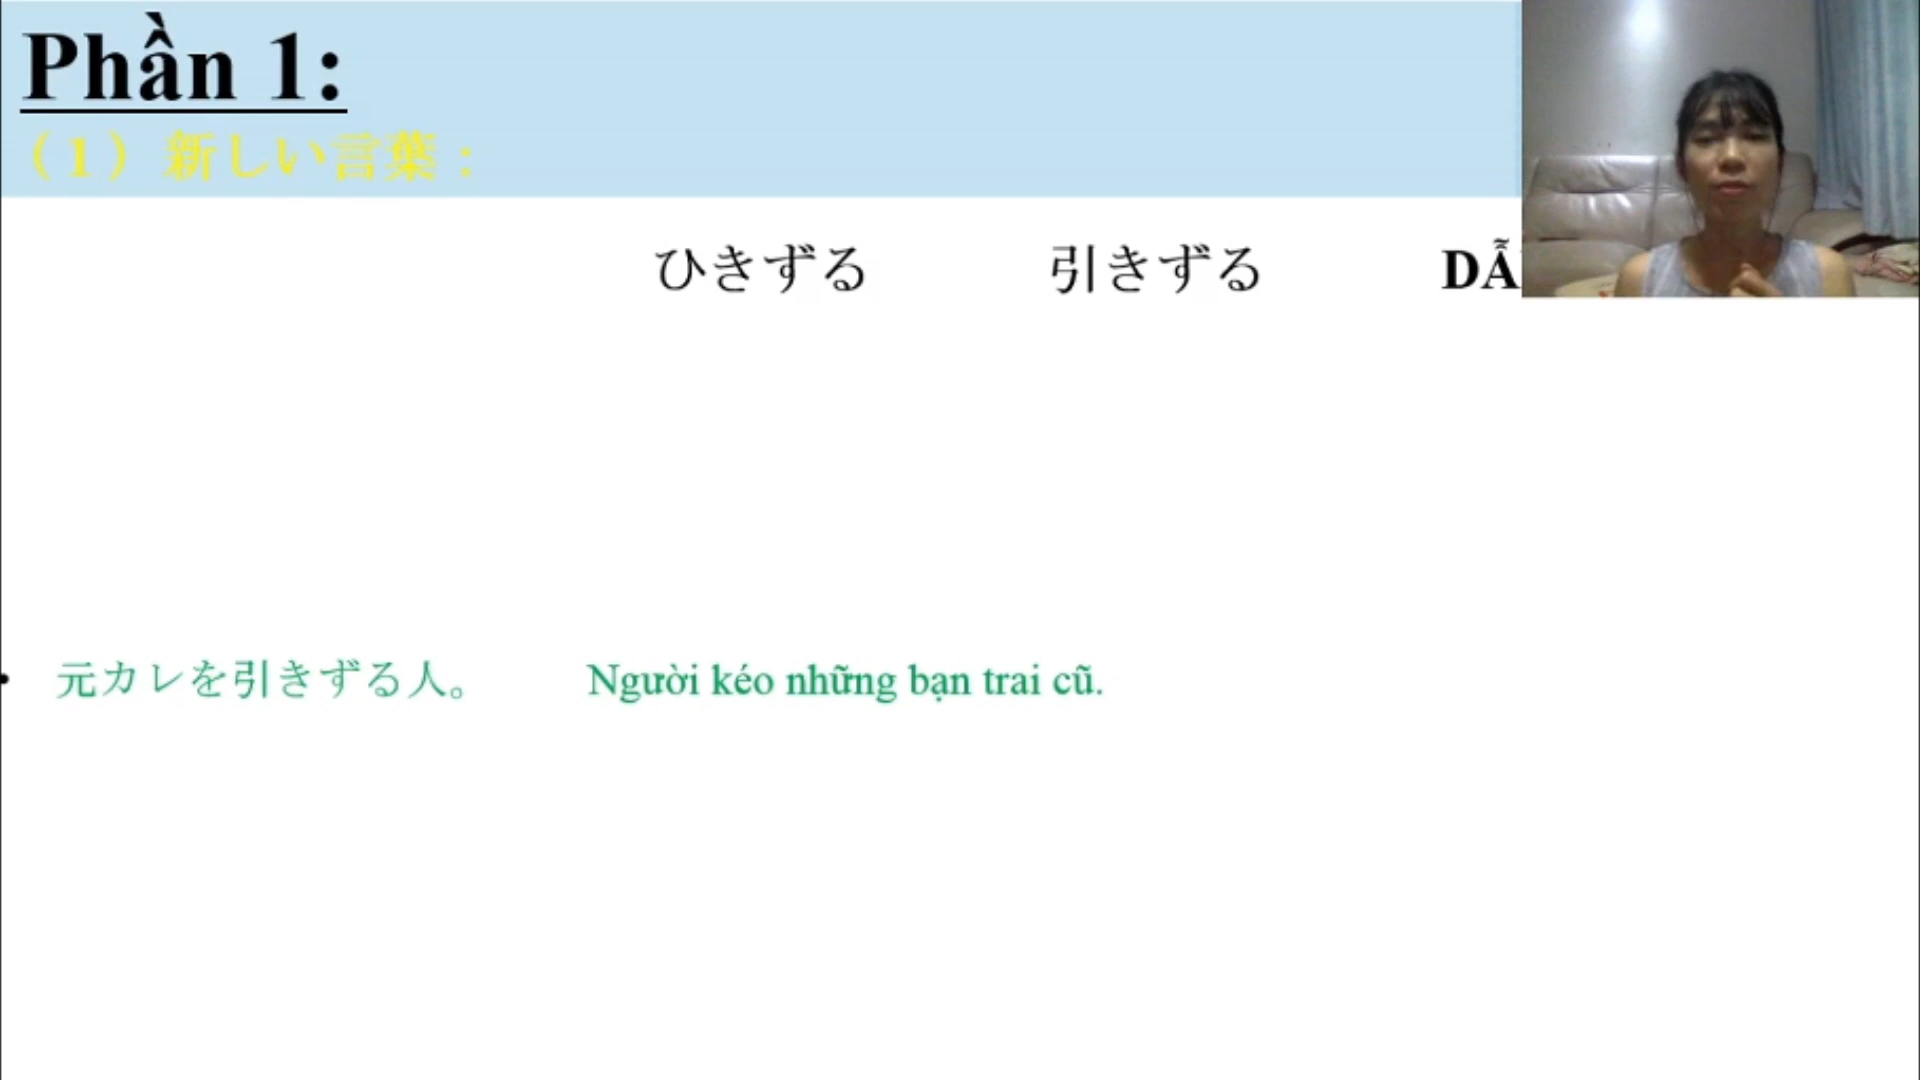 Phần 1:
（1）新しい言葉：
ひきずる 引きずる DẪ
• 元カレを引きずる人。 Người kéo những bạn trai cũ.